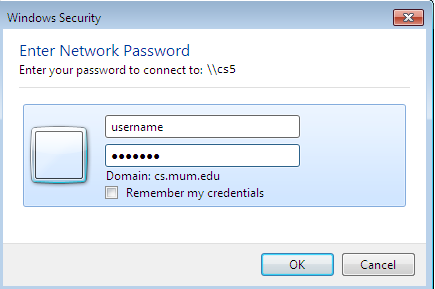 Windows Security
Enter Network Password
Enter your password to connect to: \\cs5
username
●●●●●●●
Domain: cs.mum.edu
Remember my credentials
OK
Cancel